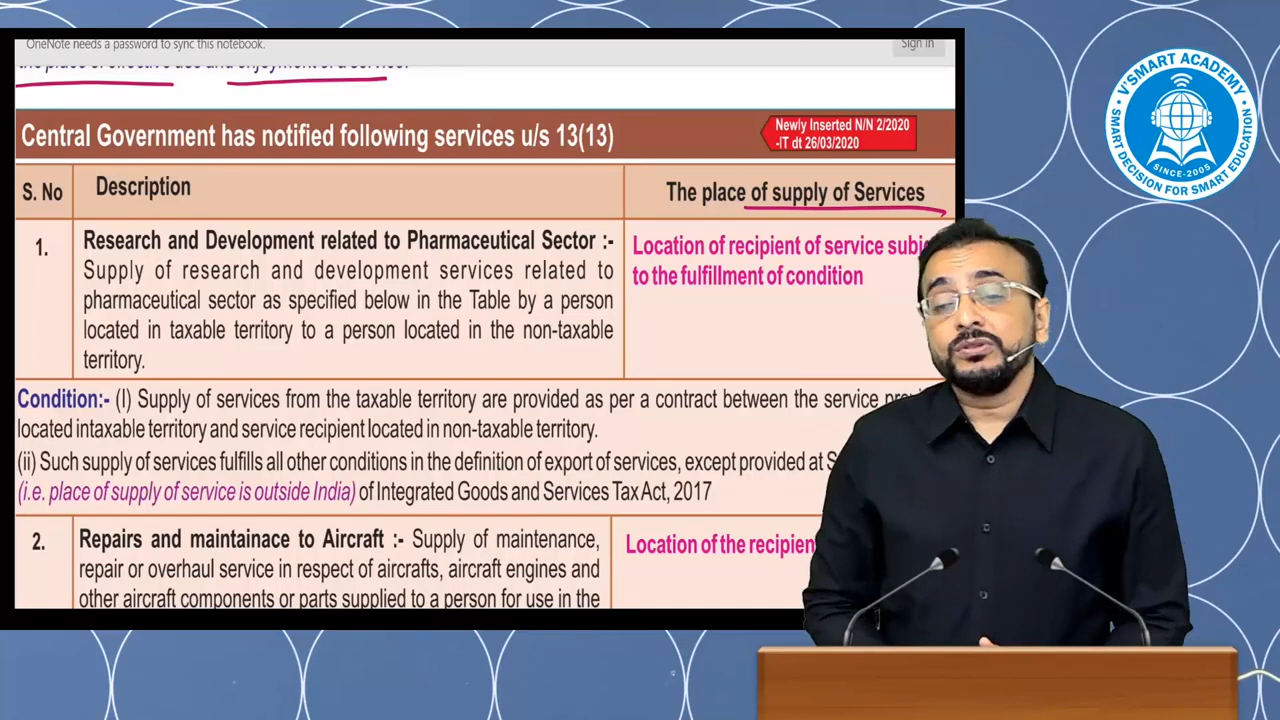 OneNote needs a password to sync this notebook.
Sign in
the place of effective use and enjoyment of a service.
Central Government has notified following services u/s 13(13)
Newly Inserted N/N 2/2020
-IT dt 26/03/2020
S. No
Description
The place of supply of Services
1.
Research and Development related to Pharmaceutical Sector :-
Supply of research and development services related to
pharmaceutical sector as specified below in the Table by a person
located in taxable territory to a person located in the non-taxable
territory.
Location of recipient of service
to the fulfillment of condition
Condition:- (I) Supply of services from the taxable territory are provided as per a contract between the service
located intaxable territory and service recipient located in non-taxable territory.
(ii) Such supply of services fulfills all other conditions in the definition of export of services, except provided at
(i.e. place of supply of service is outside India) of Integrated Goods and Services Tax Act, 2017
2.
Repairs and maintainace to Aircraft :- Supply of maintenance,
repair or overhaul service in respect of aircrafts, aircraft engines and
other aircraft components or parts supplied to a person for use in the
Location of the recipien
V'SMART ACADEMY
SINCE-2005
SMART DECISION FOR SMART EDUCATION